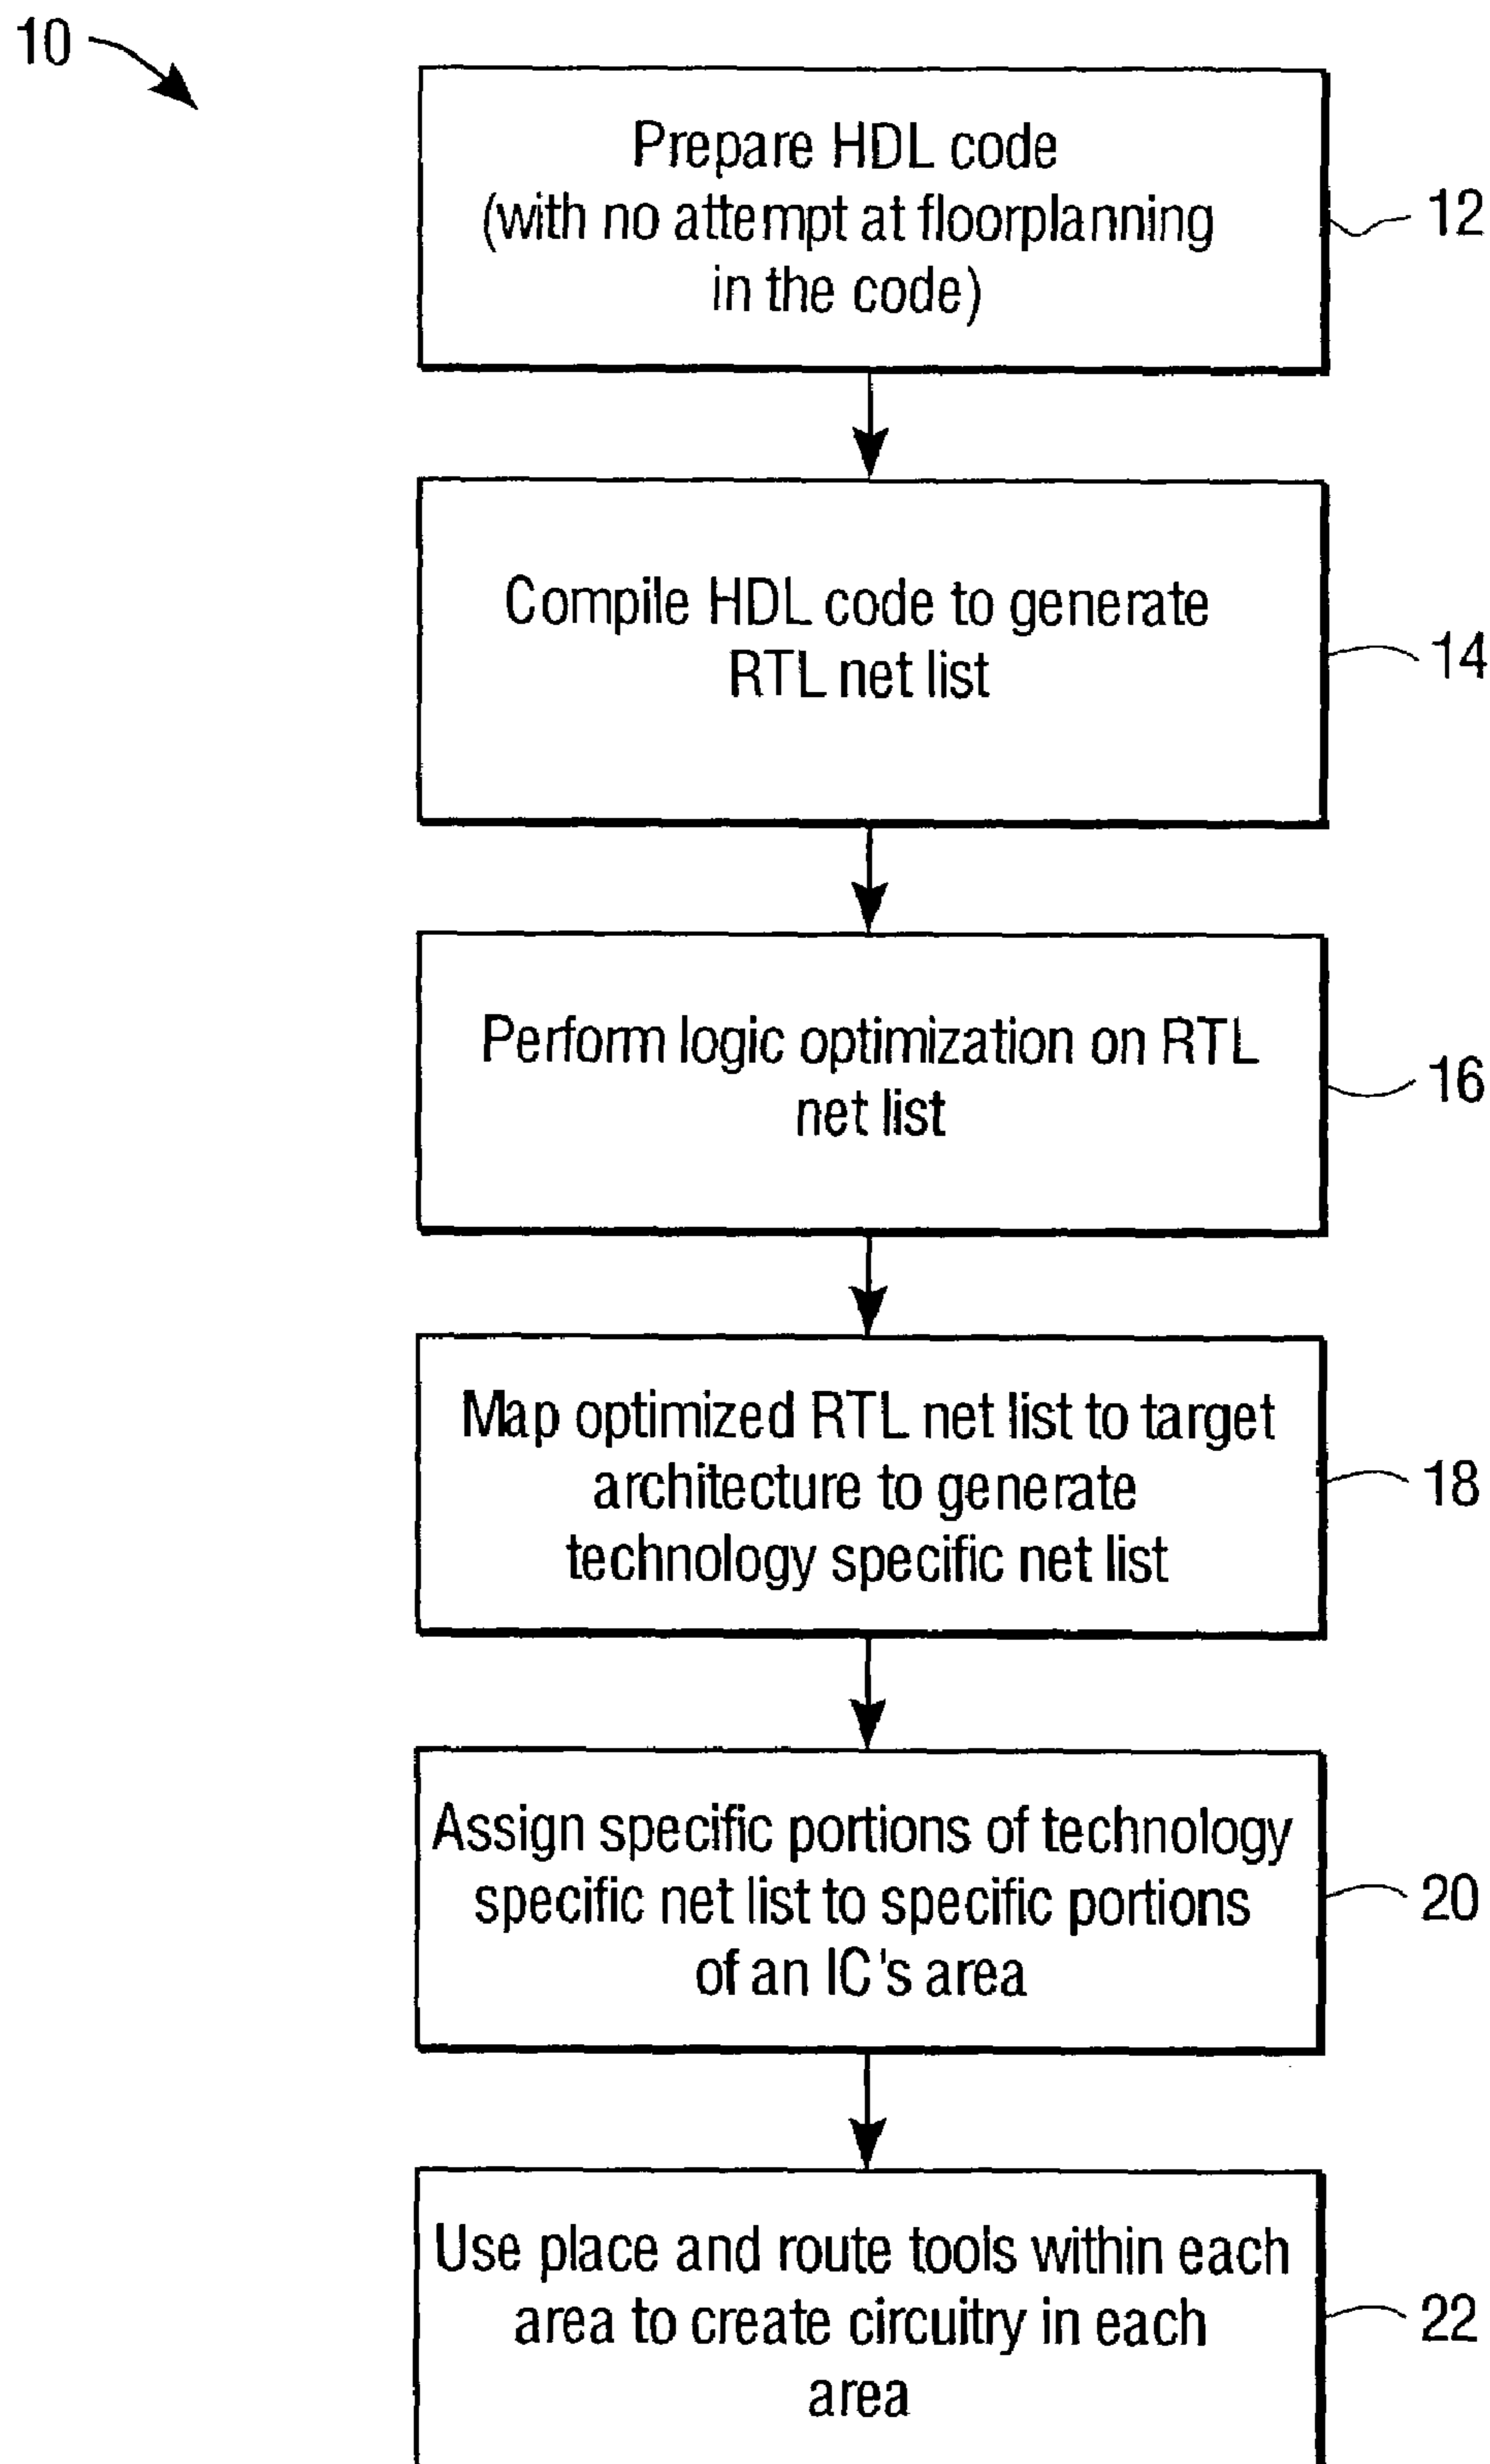 10
Prepare HDL code
(with no attempt at floorplanning
in the code)
12
Compile HDL code to generate
RTL net list
14
Perform logic optimization on RTL
net list
16
Map optimized RTL net list to target
architecture to generate
technology specific net list
18
Assign specific portions of technology
specific net list to specific portions
of an IC's area
20
Use place and route tools within each
area to create circuitry in each
area
22